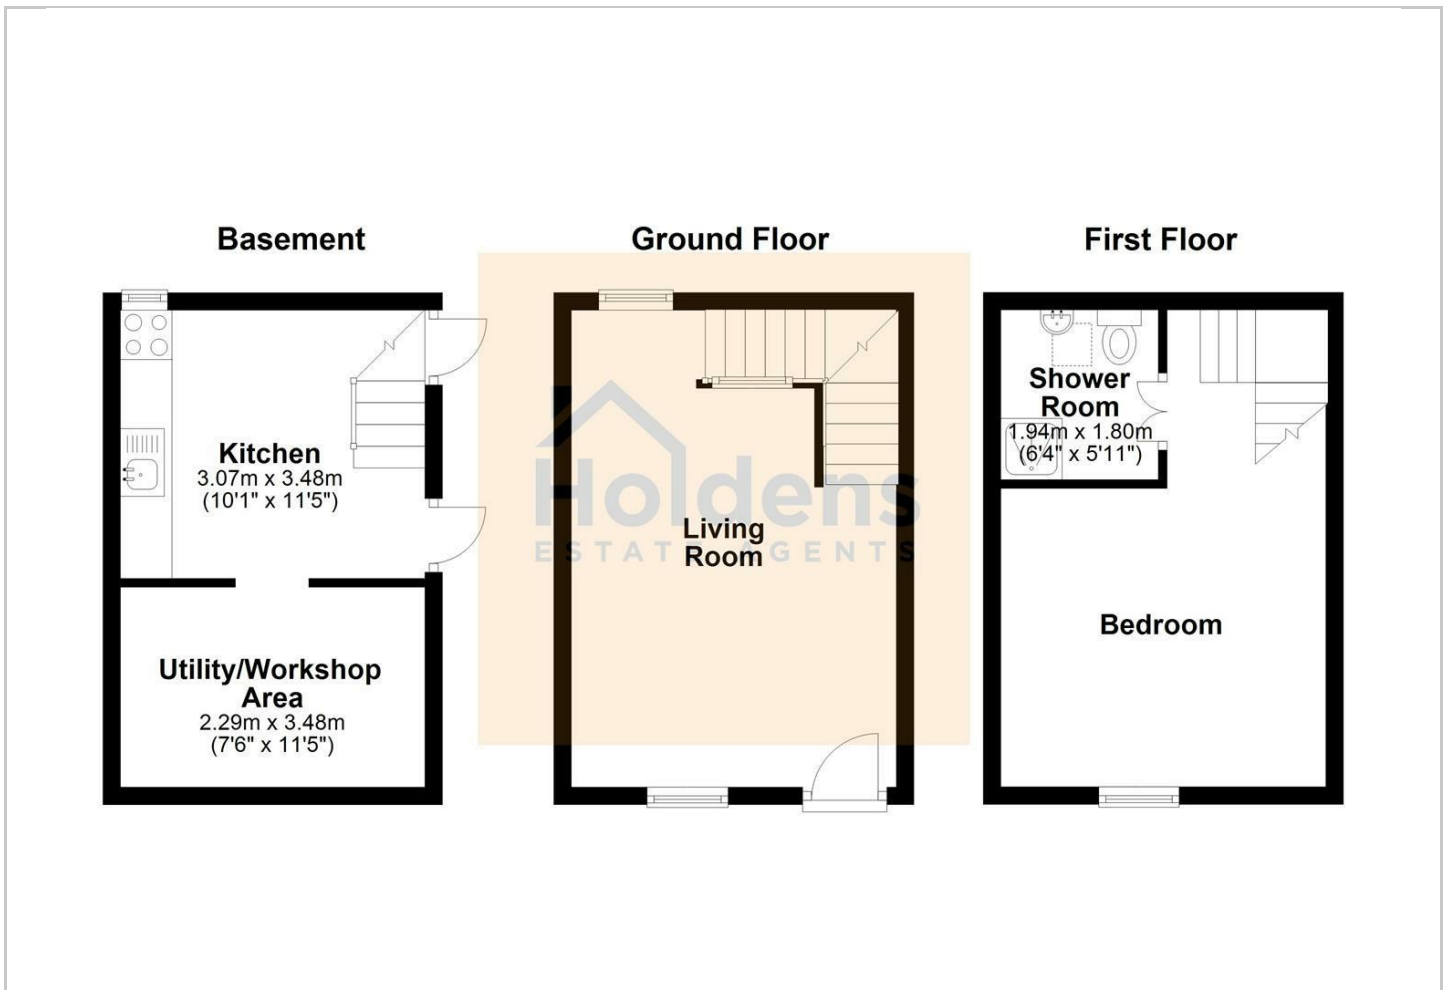 Basement
Ground Floor
First Floor
Kitchen
3.07m x 3.48m
(10'1" x 11'5")
Utility/Workshop
Area
2.29m x 3.48m
(7'6" x 11'5")
Holdens
ESTATE AGENTS
Living
Room
Shower
Room
1.94m x 1.80m
(6'4" x 5'11")
Bedroom